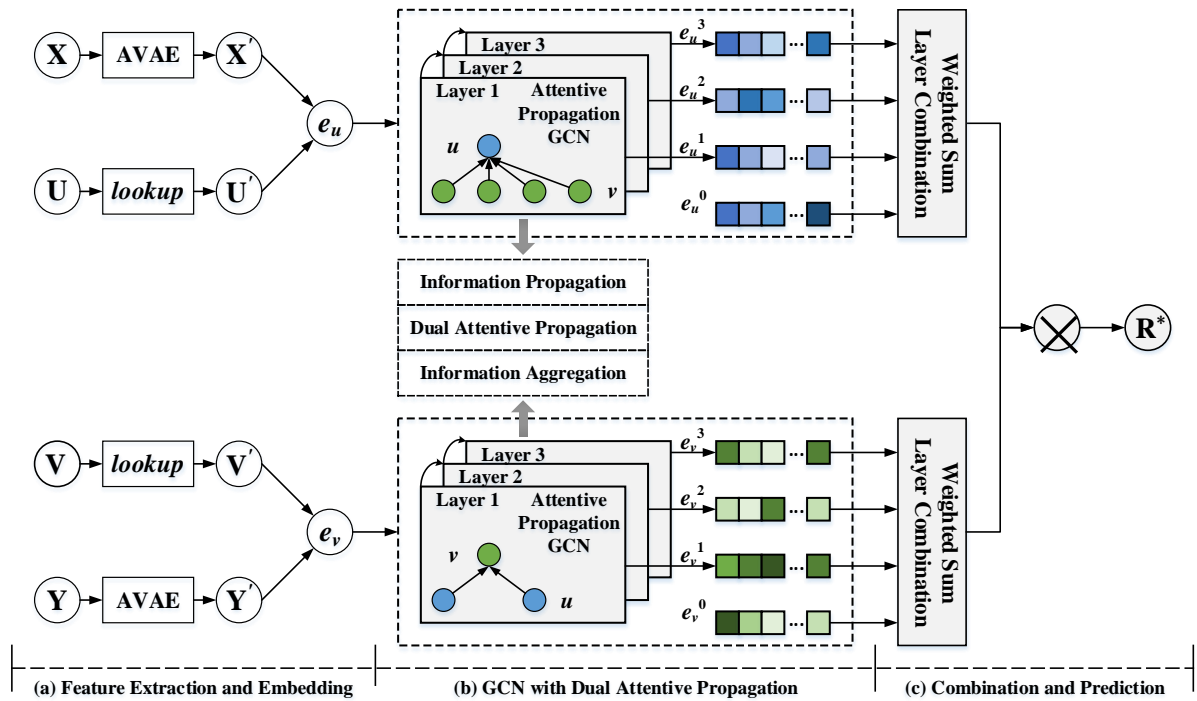 X
AVAE
X'
U
lookup
U'
e_u
Layer 3
Layer 2
Layer 1
Attentive
Propagation
GCN
u
v
e_u^3
...
e_u^2
...
e_u^1
...
e_u^0
...
Weighted Sum
Layer Combination
Information Propagation
Dual Attentive Propagation
Information Aggregation
R*
V
lookup
V'
Y
AVAE
Y'
e_v
Layer 3
Layer 2
Layer 1
Attentive
Propagation
GCN
v
u
e_v^3
...
e_v^2
...
e_v^1
...
e_v^0
...
Weighted Sum
Layer Combination
(a) Feature Extraction and Embedding
(b) GCN with Dual Attentive Propagation
(c) Combination and Prediction